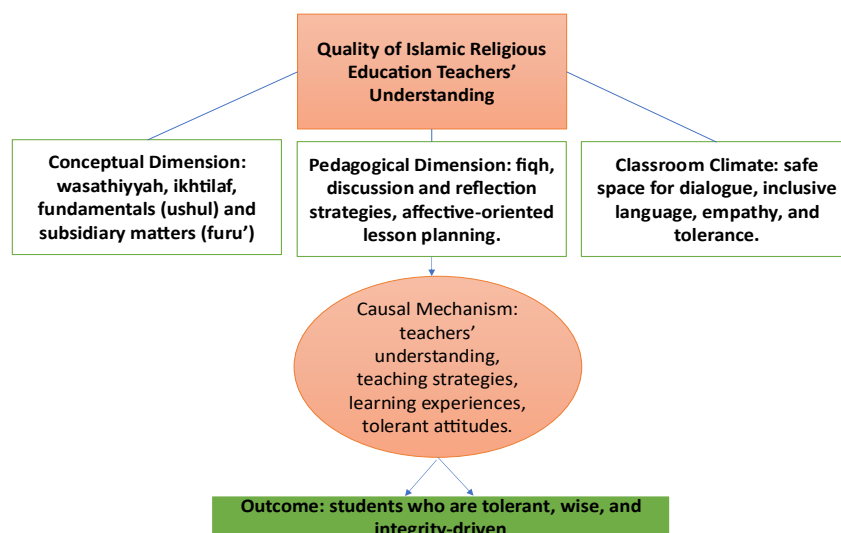 Quality of Islamic Religious
Education Teachers'
Understanding
Conceptual Dimension:
wasathiyyah, ikhtilaf,
fundamentals (ushul) and
subsidiary matters (furu')
Pedagogical Dimension: fiqh,
discussion and reflection
strategies, affective-oriented
lesson planning.
Classroom Climate: safe
space for dialogue, inclusive
language, empathy, and
tolerance.
Causal Mechanism:
teachers'
understanding,
teaching strategies,
learning experiences,
tolerant attitudes.
Outcome: students who are tolerant, wise, and
integrity-driven